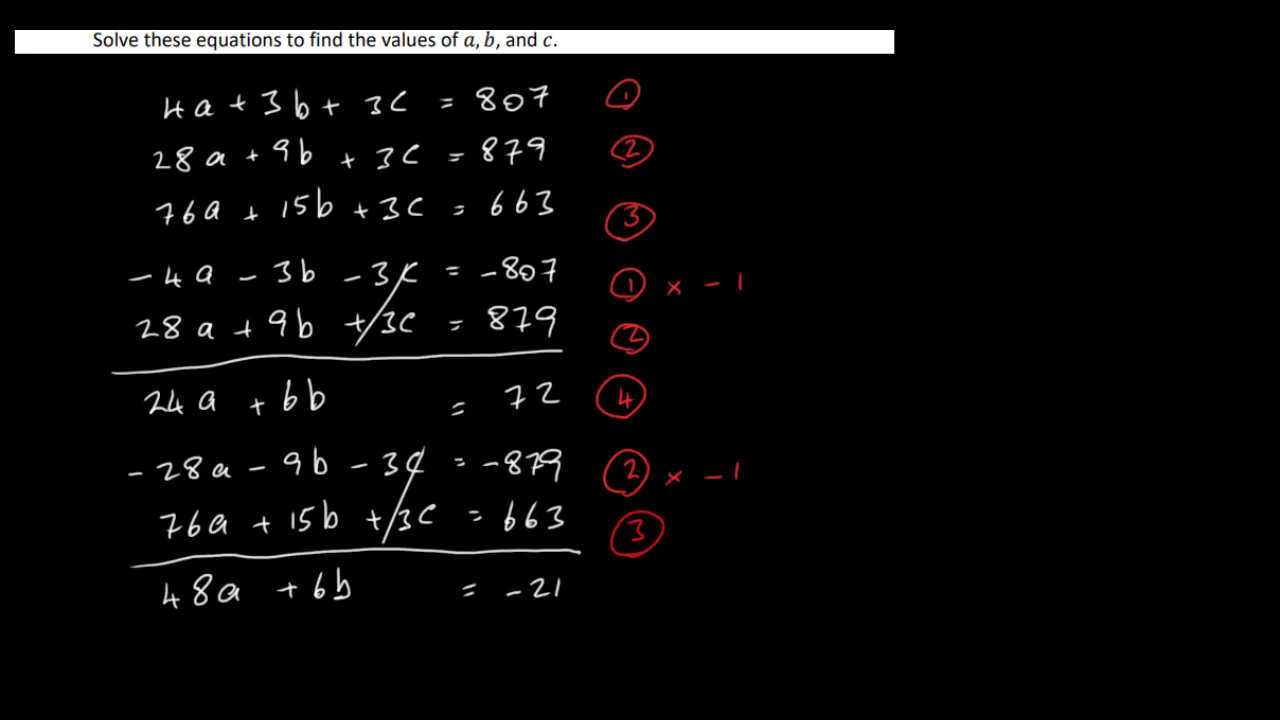 Solve these equations to find the values of a, b, and c.
4a + 3b + 3c = 807 ①
28a + 9b + 3c = 879 ②
76a + 15b + 3c = 663 ③
-4a - 3b - 3c = -807 ① x -1
28a + 9b + 3c = 879 ②
24a + 6b = 72 ④
-28a - 9b - 3c = -879 ② x -1
76a + 15b + 3c = 663 ③
48a + 6b = -21